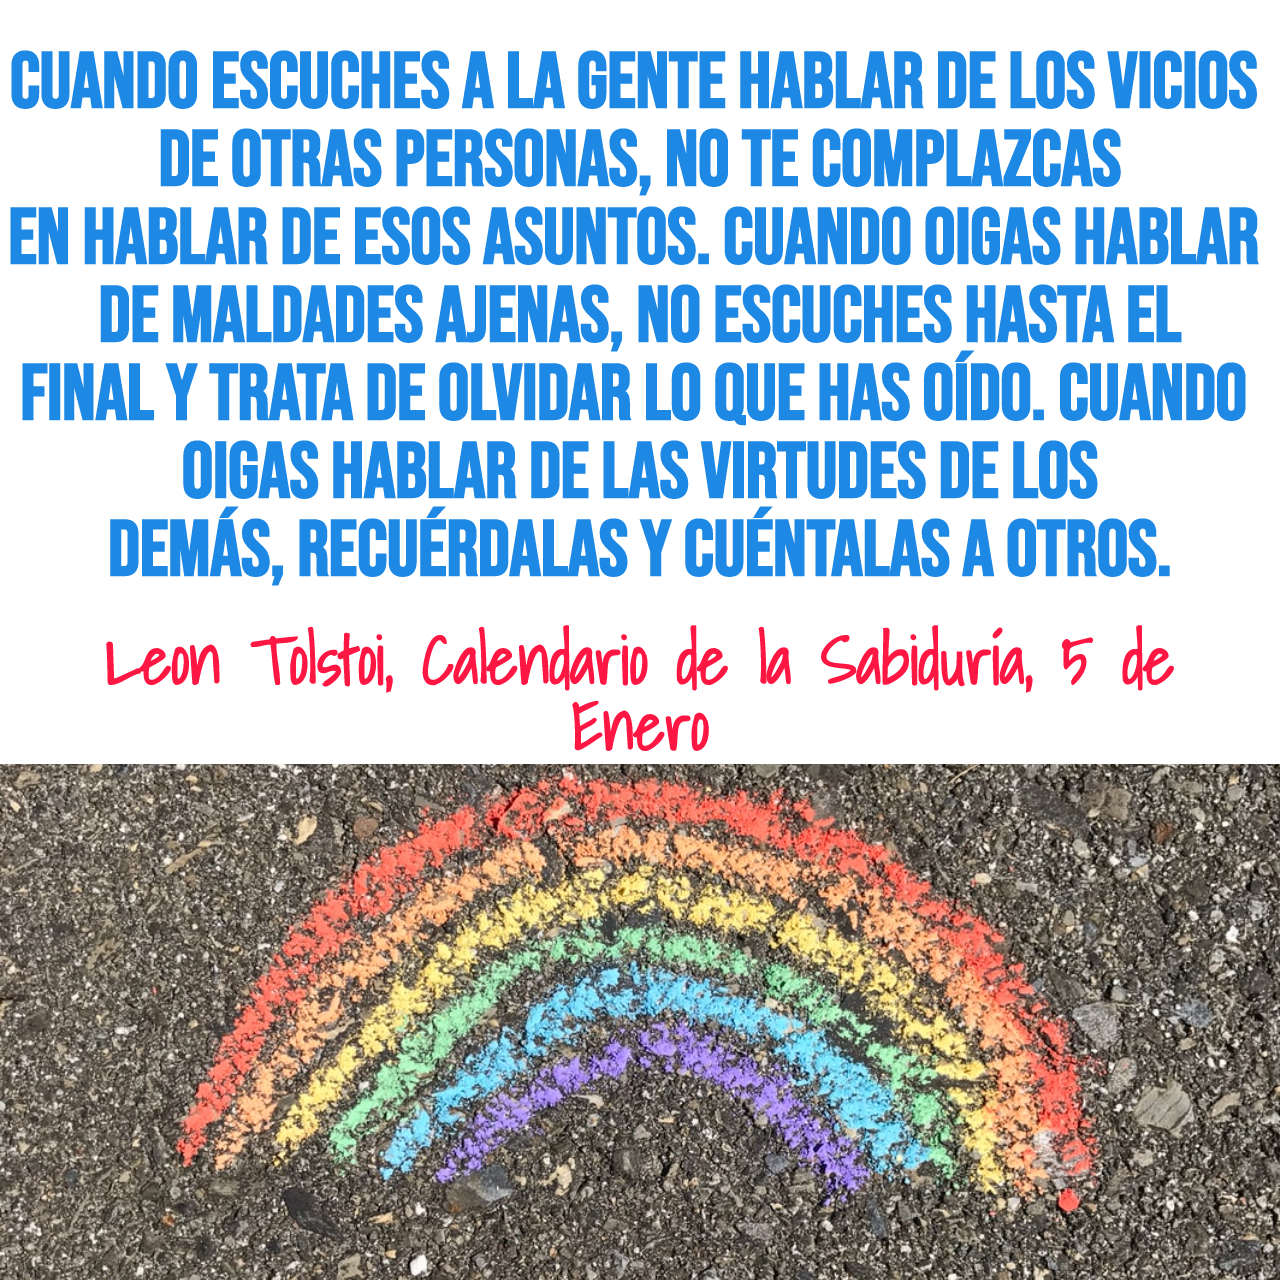 CUANDO ESCUCHES A LA GENTE HABLAR DE LOS VICIOS
DE OTRAS PERSONAS, NO TE COMPLAZCAS
EN HABLAR DE ESOS ASUNTOS. CUANDO OIGAS HABLAR
DE MALDADES AJENAS, NO ESCUCHES HASTA EL
FINAL Y TRATA DE OLVIDAR LO QUE HAS OÍDO. CUANDO
OIGAS HABLAR DE LAS VIRTUDES DE LOS
DEMÁS, RECUÉRDALAS Y CUÉNTALAS A OTROS.
Leon Tolstoi, Calendario de la Sabiduría, 5 de
Enero